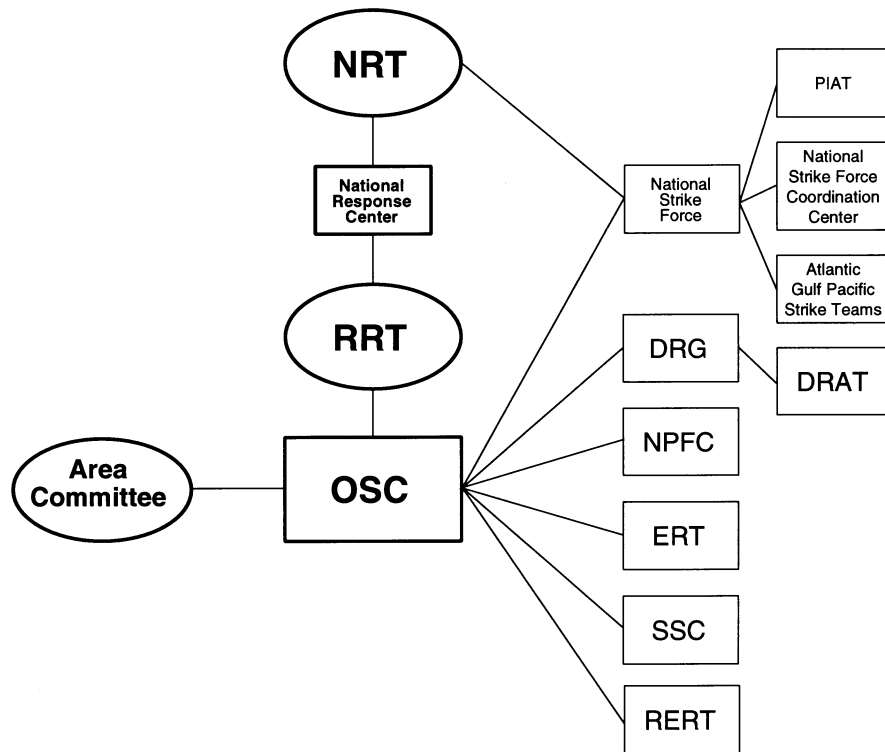 NRT
PIAT
National
Response
Center
National
Strike
Force
National
Strike Force
Coordination
Center
Atlantic
Gulf Pacific
Strike Teams
RRT
DRG
DRAT
NPFC
Area
Committee
OSC
ERT
SSC
RERT